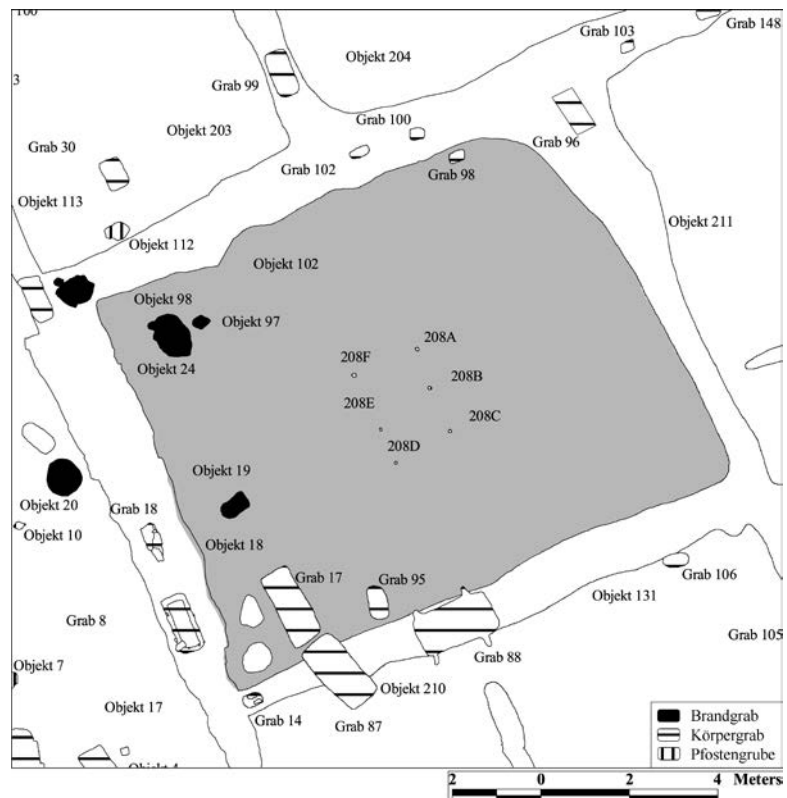 Grab 148
Grab 103
Objekt 204
Grab 99
Grab 100
Objekt 203
Grab 96
Grab 30
Grab 102
Grab 98
Objekt 113
Objekt 211
Objekt 112
Objekt 102
Objekt 98
Objekt 97
208A
208F
Objekt 24
208B
208E
208C
208D
Objekt 19
Objekt 20
Grab 18
Objekt 10
Objekt 18
Grab 17
Grab 95
Grab 106
Objekt 131
Grab 8
Grab 105
Grab 88
Objekt 7
Objekt 210
Objekt 17
Grab 14
Grab 87
Brandgrab
Körpergrab
Pfostengrube
2 0 2 4 Meters